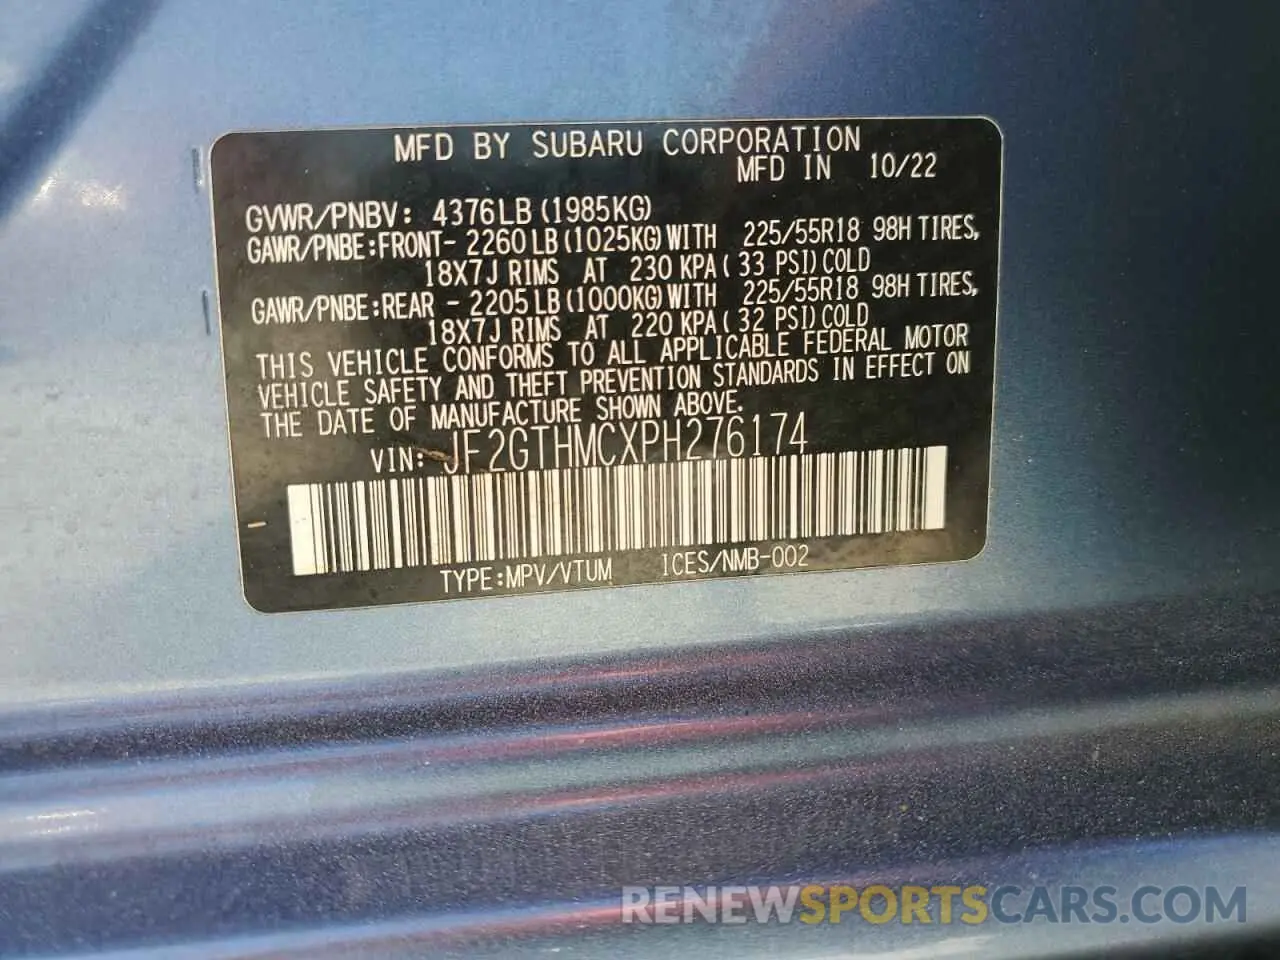 MFD BY SUBARU CORPORATION
MFD IN 10/22
GVWR/PNBV: 4376LB(1985KG)
GAWR/PNBE:FRONT- 2260LB(1025KG)WITH 225/55R18 98H TIRES,
18X7J RIMS AT 230 KPA( 33 PSI)COLD
GAWR/PNBE:REAR - 2205LB(1000KG)WITH 225/55R18 98H TIRES,
18X7J RIMS AT 220 KPA( 32 PSI)COLD
THIS VEHICLE CONFORMS TO ALL APPLICABLE FEDERAL MOTOR
VEHICLE SAFETY AND THEFT PREVENTION STANDARDS IN EFFECT ON
THE DATE OF MANUFACTURE SHOWN ABOVE.
VIN: JF2GTHMCXPH276174
TYPE:MPV/VTUM ICES/NMB-002
RENEWSPORTSCARS.COM